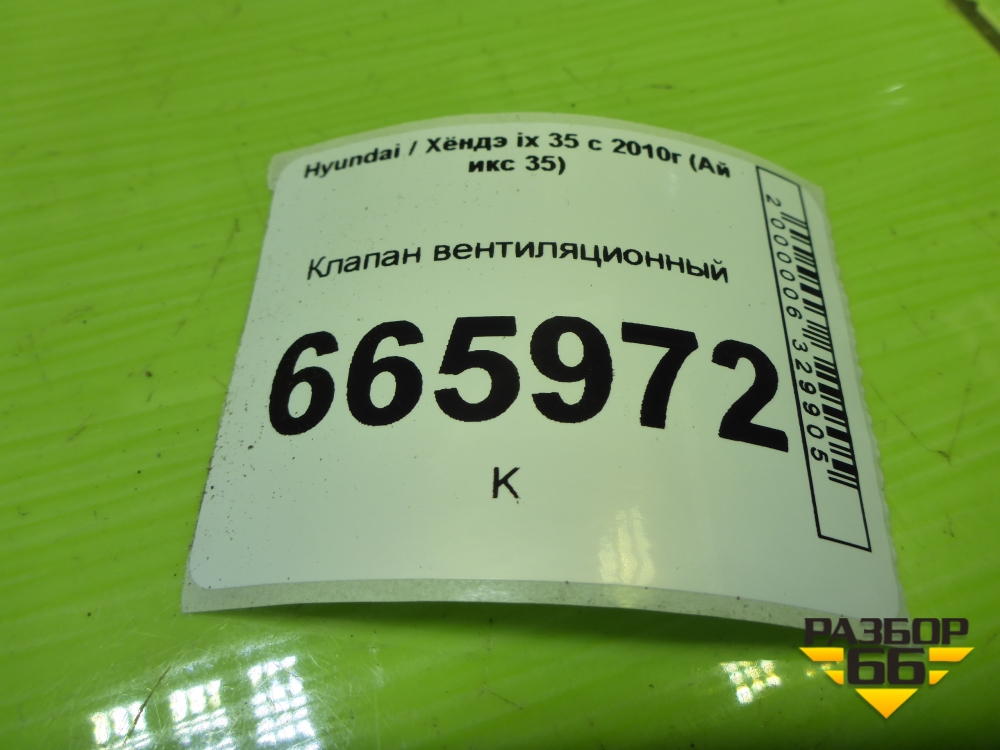 Hyundai / Хёндэ ix 35 с 2010г (Ай
икс 35)
Клапан вентиляционный
665972
К
2000006329905
РАЗБОР
66